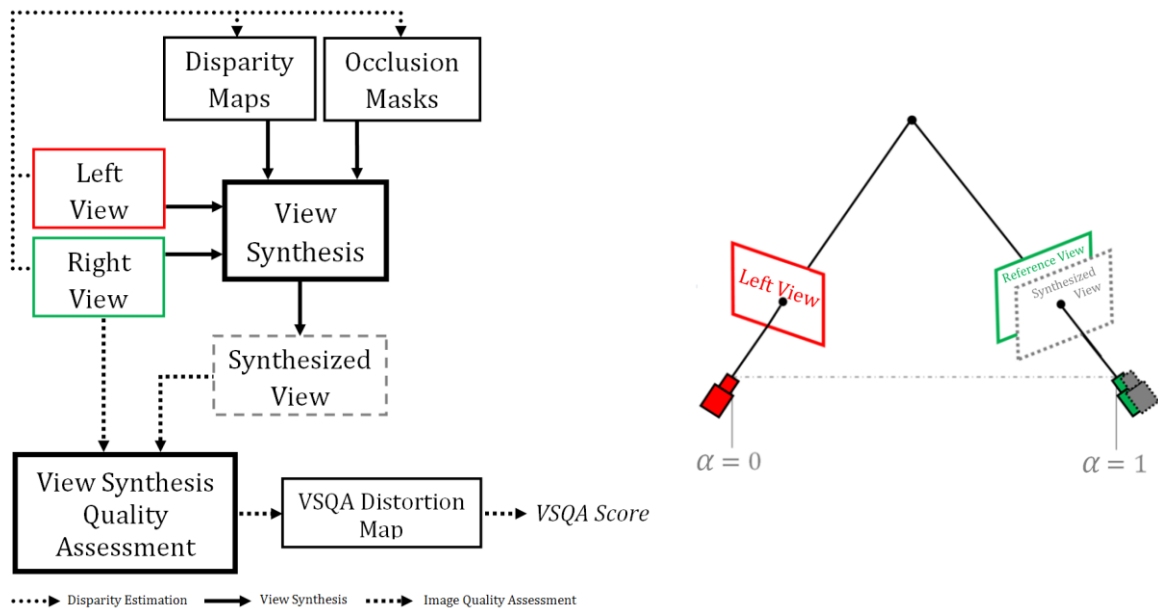 Disparity
Maps
Occlusion
Masks
Left
View
Right
View
View
Synthesis
Synthesized
View
View Synthesis
Quality
Assessment
VSQA Distortion
Map
VSQA Score
Disparity Estimation
View Synthesis
Image Quality Assessment
Left View
Reference View
Synthesized
View
α = 0
α = 1